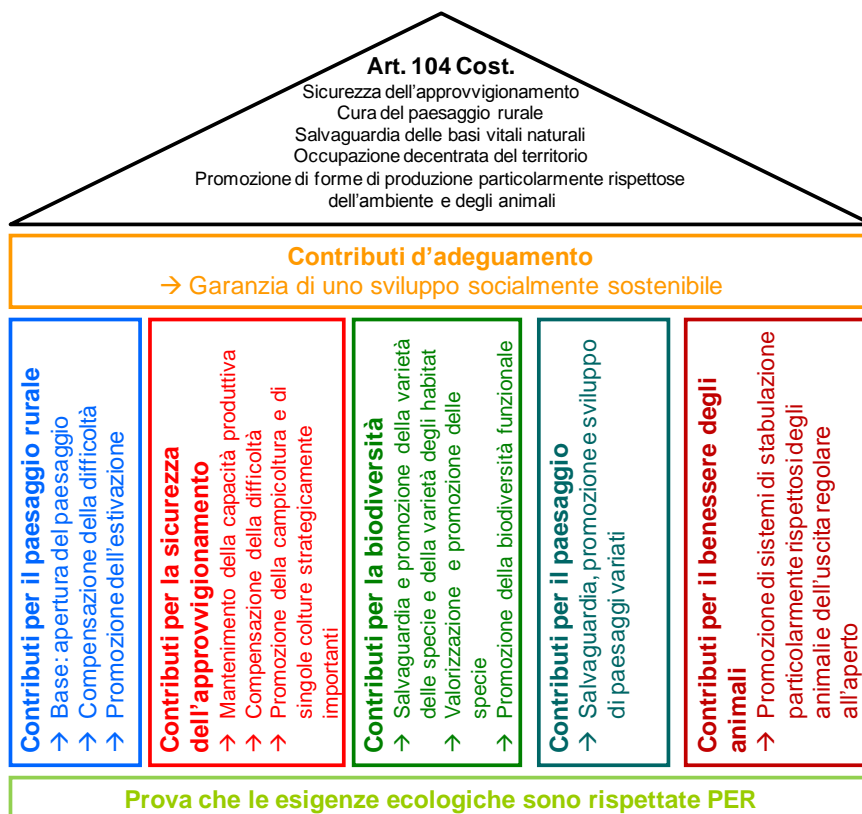 Art. 104 Cost.
Sicurezza dell'approvvigionamento
Cura del paesaggio rurale
Salvaguardia delle basi vitali naturali
Occupazione decentrata del territorio
Promozione di forme di produzione particolarmente rispettose
dell'ambiente e degli animali
Contributi d'adeguamento
→ Garanzia di uno sviluppo socialmente sostenibile
Contributi per il paesaggio rurale
→ Base: apertura del paesaggio
→ Compensazione della difficoltà
→ Promozione dell'estivazione
Contributi per la sicurezza
dell'approvvigionamento
→ Mantenimento della capacità produttiva
→ Compensazione della difficoltà
→ Promozione della campicoltura e di
singole colture strategicamente
importanti
Contributi per la biodiversità
→ Salvaguardia e promozione della varietà
delle specie e della varietà degli habitat
→ Valorizzazione e promozione delle
specie
→ Promozione della biodiversità funzionale
Contributi per il paesaggio
→ Salvaguardia, promozione e sviluppo
di paesaggi variati
Contributi per il benessere degli
animali
→ Promozione di sistemi di stabulazione
particolarmente rispettosi degli
animali e dell'uscita regolare
all'aperto
Prova che le esigenze ecologiche sono rispettate PER